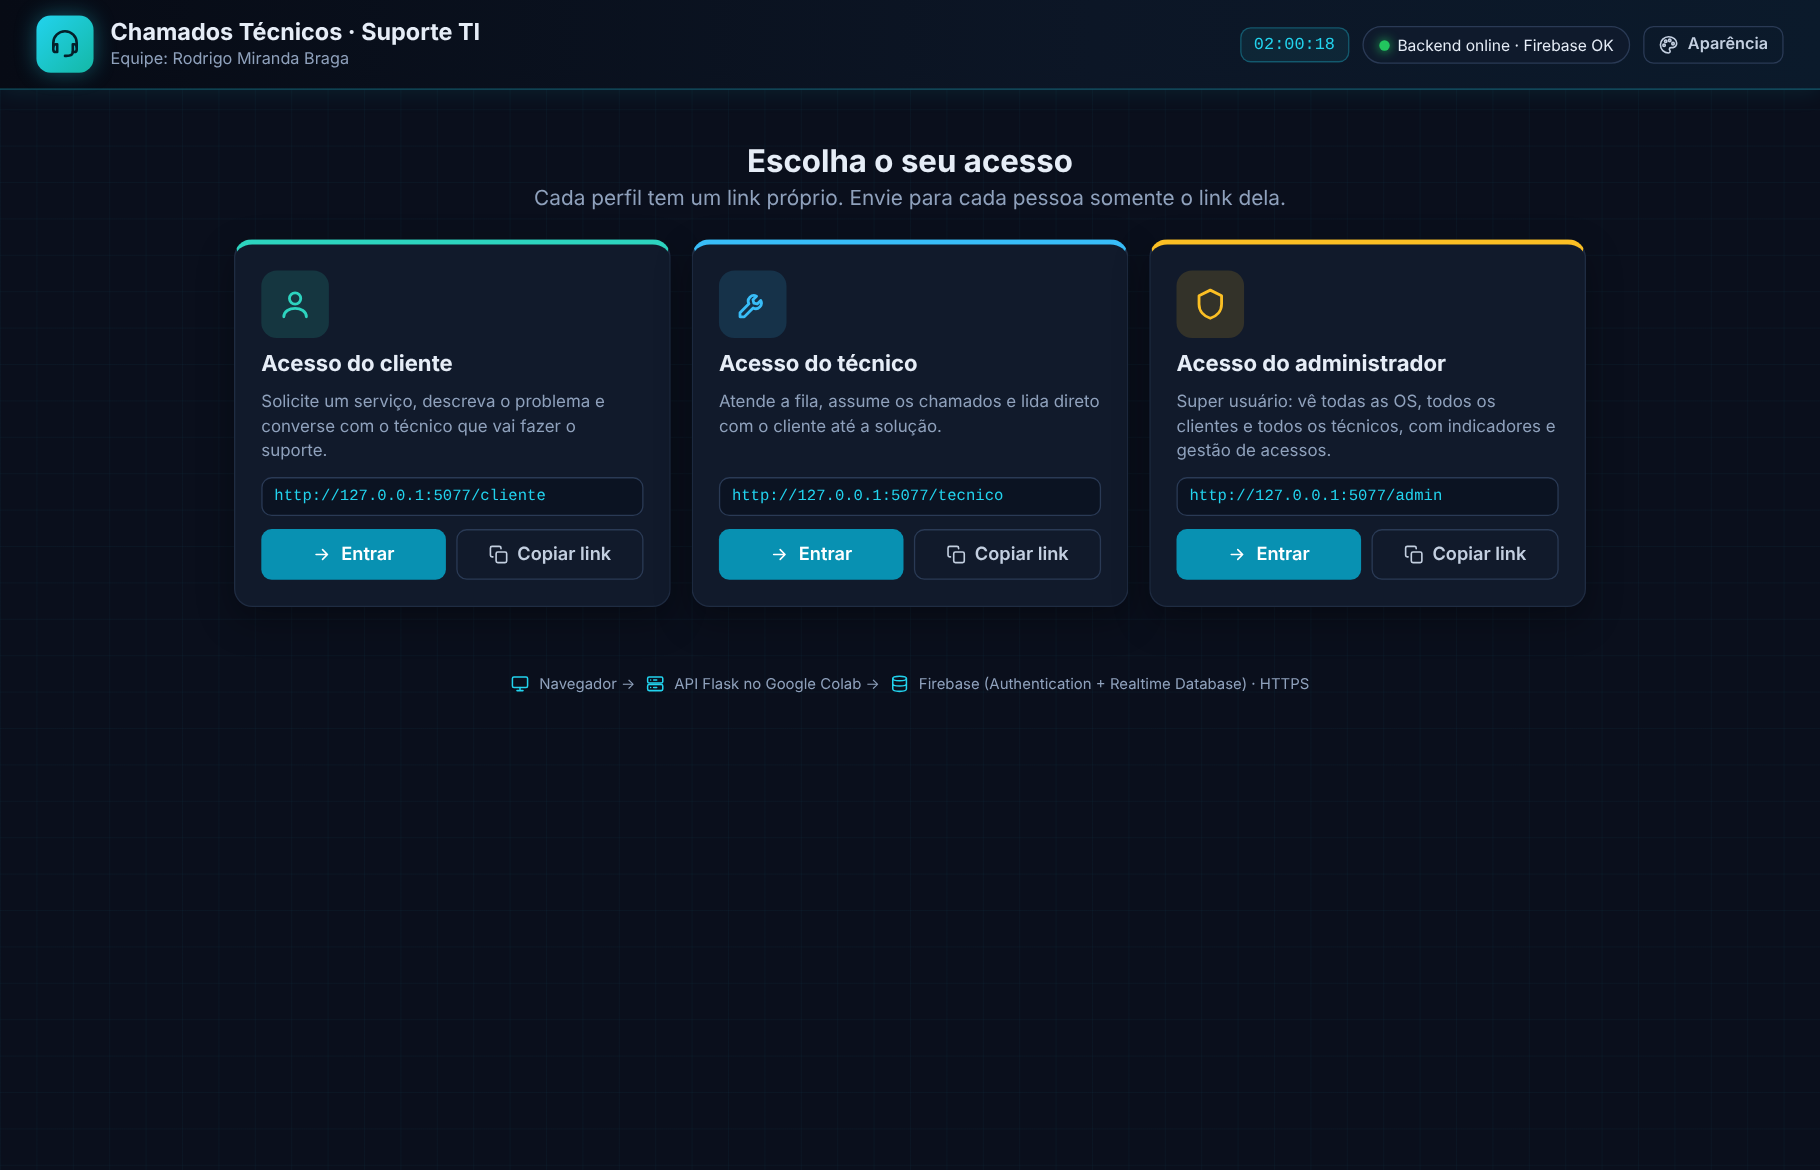 Chamados Técnicos · Suporte TI
Equipe: Rodrigo Miranda Braga
02:00:18
Backend online · Firebase OK
Aparência
Escolha o seu acesso
Cada perfil tem um link próprio. Envie para cada pessoa somente o link dela.
Acesso do cliente
Solicite um serviço, descreva o problema e
converse com o técnico que vai fazer o
suporte.
http://127.0.0.1:5077/cliente
→ Entrar
Copiar link
Acesso do técnico
Atende a fila, assume os chamados e lida direto
com o cliente até a solução.
http://127.0.0.1:5077/tecnico
→ Entrar
Copiar link
Acesso do administrador
Super usuário: vê todas as OS, todos os
clientes e todos os técnicos, com indicadores e
gestão de acessos.
http://127.0.0.1:5077/admin
→ Entrar
Copiar link
Navegador → API Flask no Google Colab → Firebase (Authentication + Realtime Database) · HTTPS